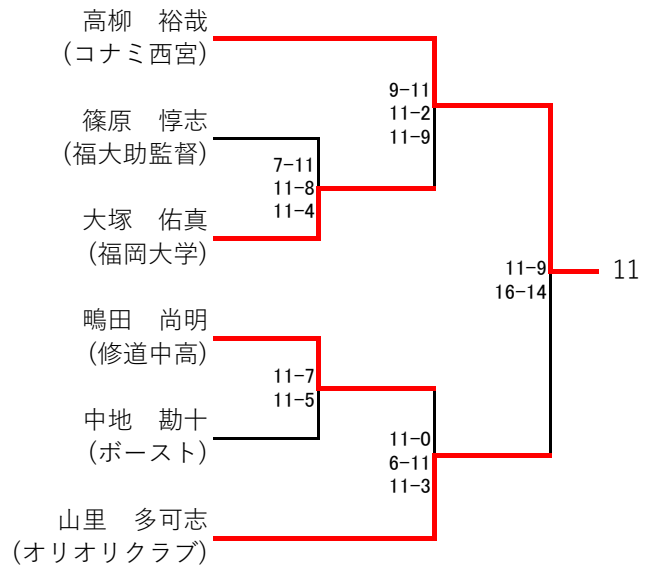 高柳　裕哉
(コナミ西宮)
9-11
11-2
11-9
篠原　惇志
(福大助監督)
7-11
11-8
11-4
大塚　佑真
(福岡大学)
11-9
16-14
11
鴫田　尚明
(修道中高)
11-7
11-5
中地　勘十
(ボースト)
11-0
6-11
11-3
山里　多可志
(オリオリクラブ)